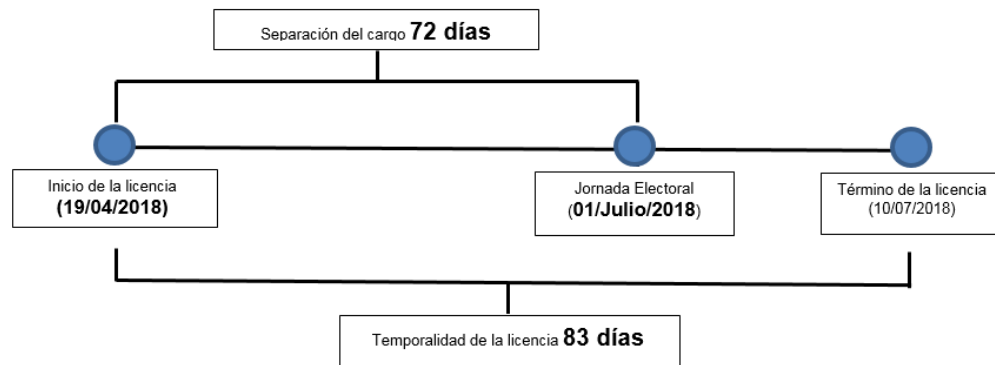 Separación del cargo 72 días
Inicio de la licencia
(19/04/2018)
Jornada Electoral
(01/Julio/2018)
Término de la licencia
(10/07/2018)
Temporalidad de la licencia 83 días